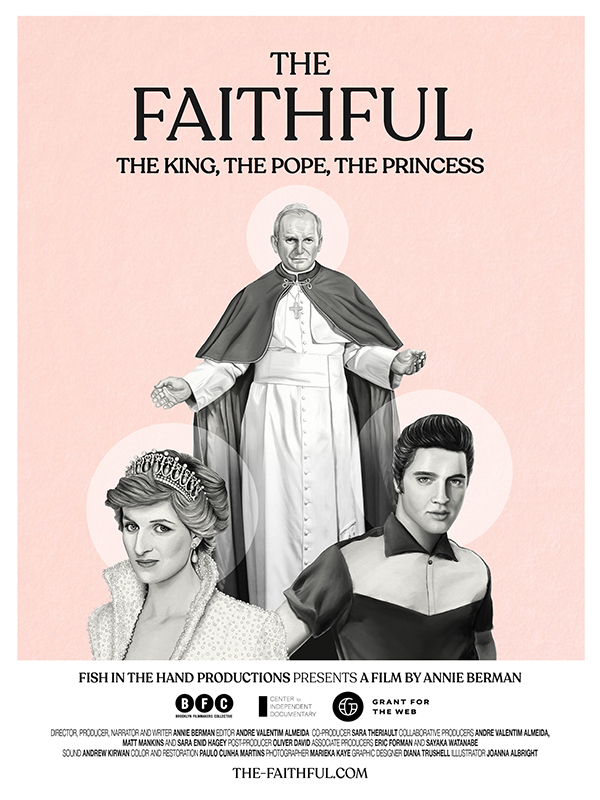 THE
FAITHFUL
THE KING, THE POPE, THE PRINCESS
FISH IN THE HAND PRODUCTIONS PRESENTS A FILM BY ANNIE BERMAN
BFC
BROOKLYN FILMMAKERS COLLECTIVE
CENTER for
INDEPENDENT
DOCUMENTARY
GRANT FOR
THE WEB
DIRECTOR, PRODUCER, NARRATOR AND WRITER ANNIE BERMAN EDITOR ANDRE VALENTIM ALMEIDA CO-PRODUCER SARA THERIAULT COLLABORATIVE PRODUCERS ANDRE VALENTIM ALMEIDA,
MATT MANKINS AND SARA ENID HAGEY POST-PRODUCER OLIVER DAVID ASSOCIATE PRODUCERS ERIC FORMAN AND SAYAKA WATANABE
SOUND ANDREW KIRWAN COLOR AND RESTORATION PAULO CUNHA MARTINS PHOTOGRAPHER MARIEKA KAYE GRAPHIC DESIGNER DIANA TRUSHELL ILLUSTRATOR JOANNA ALBRIGHT
THE-FAITHFUL.COM